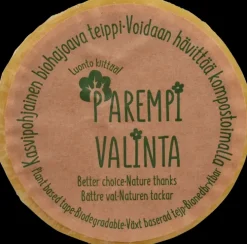 Kasvipohjainen biohajoava teippi-Voidaan hävittää kompostoimalla
Luonto kiittää!
PAREMPI
VALINTA
Better choice-Nature thanks
Bättre val-Naturen tackar
Plant based tape-Biodegradable-Växt baserad tejp-Bionedbrytbar